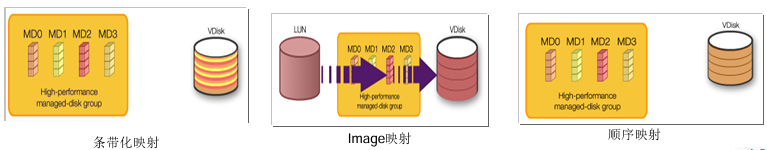 MD0 MD1 MD2 MD3
VDisk
High-performance
managed-disk group
条带化映射
LUN
VDisk
MD0 MD1 MD2 MD3
High-performance
managed-disk group
Image映射
VDisk
MD0 MD1 MD2 MD3
High-performance
managed-disk group
顺序映射